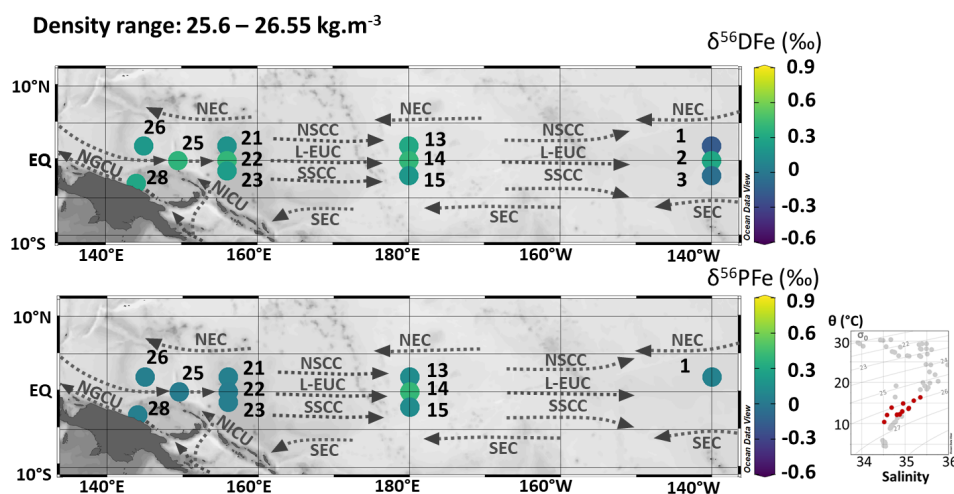 Density range: 25.6 – 26.55 kg.m-3
δ56DFe (‰)
10°N
EQ
10°S
NEC NEC NEC
26 25 21 13 1
NSCC NSCC
22 14 2
L-EUC L-EUC
NGCU 28 23 SSCC 15 SSCC 3
NICU
SEC SEC SEC
140°E 160°E 180°E 160°W 140°W
Ocean Data View
0.9
0.6
0.3
0
-0.3
-0.6
δ56PFe (‰)
10°N
EQ
10°S
NEC NEC NEC
26 25 21 13 1
NSCC NSCC
22 14
L-EUC L-EUC
NGCU 28 23 SSCC 15 SSCC
NICU
SEC SEC SEC
140°E 160°E 180°E 160°W 140°W
Ocean Data View
0.9
0.6
0.3
0
-0.3
-0.6
θ (°C)
σ0
30
20
10
22
25
26
27
34 35 36
Salinity